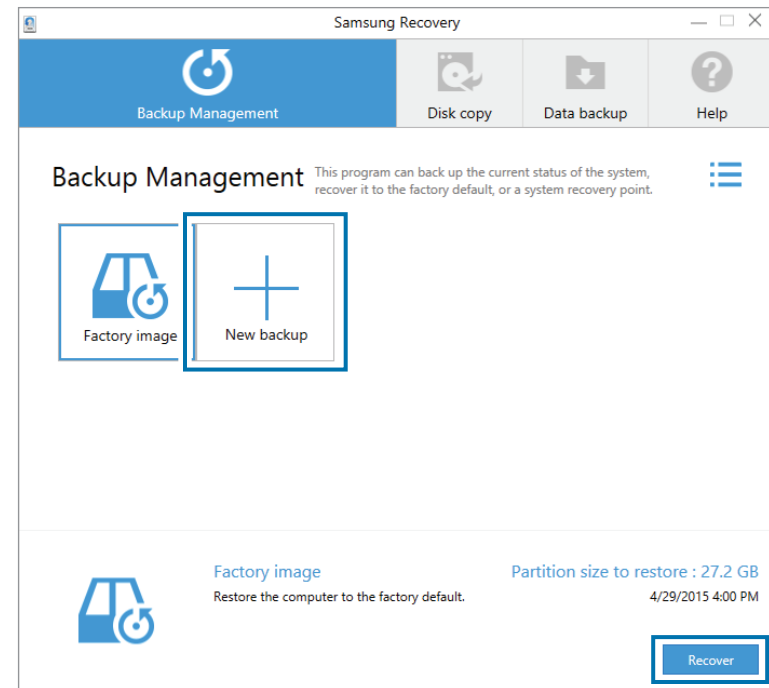 Samsung Recovery
Backup Management
Disk copy
Data backup
Help
Backup Management
This program can back up the current status of the system,
recover it to the factory default, or a system recovery point.
Factory image
New backup
Factory image
Restore the computer to the factory default.
Partition size to restore : 27.2 GB
4/29/2015 4:00 PM
Recover